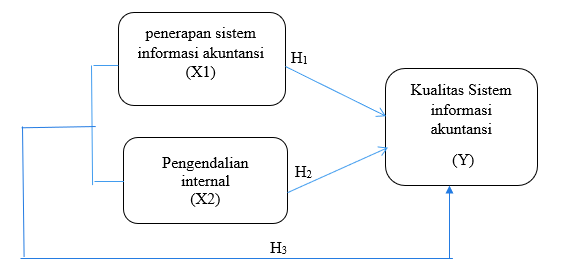 penerapan sistem
informasi akuntansi
(X1)
H1
Kualitas Sistem
informasi
akuntansi
(Y)
Pengendalian
internal
(X2)
H2
H3